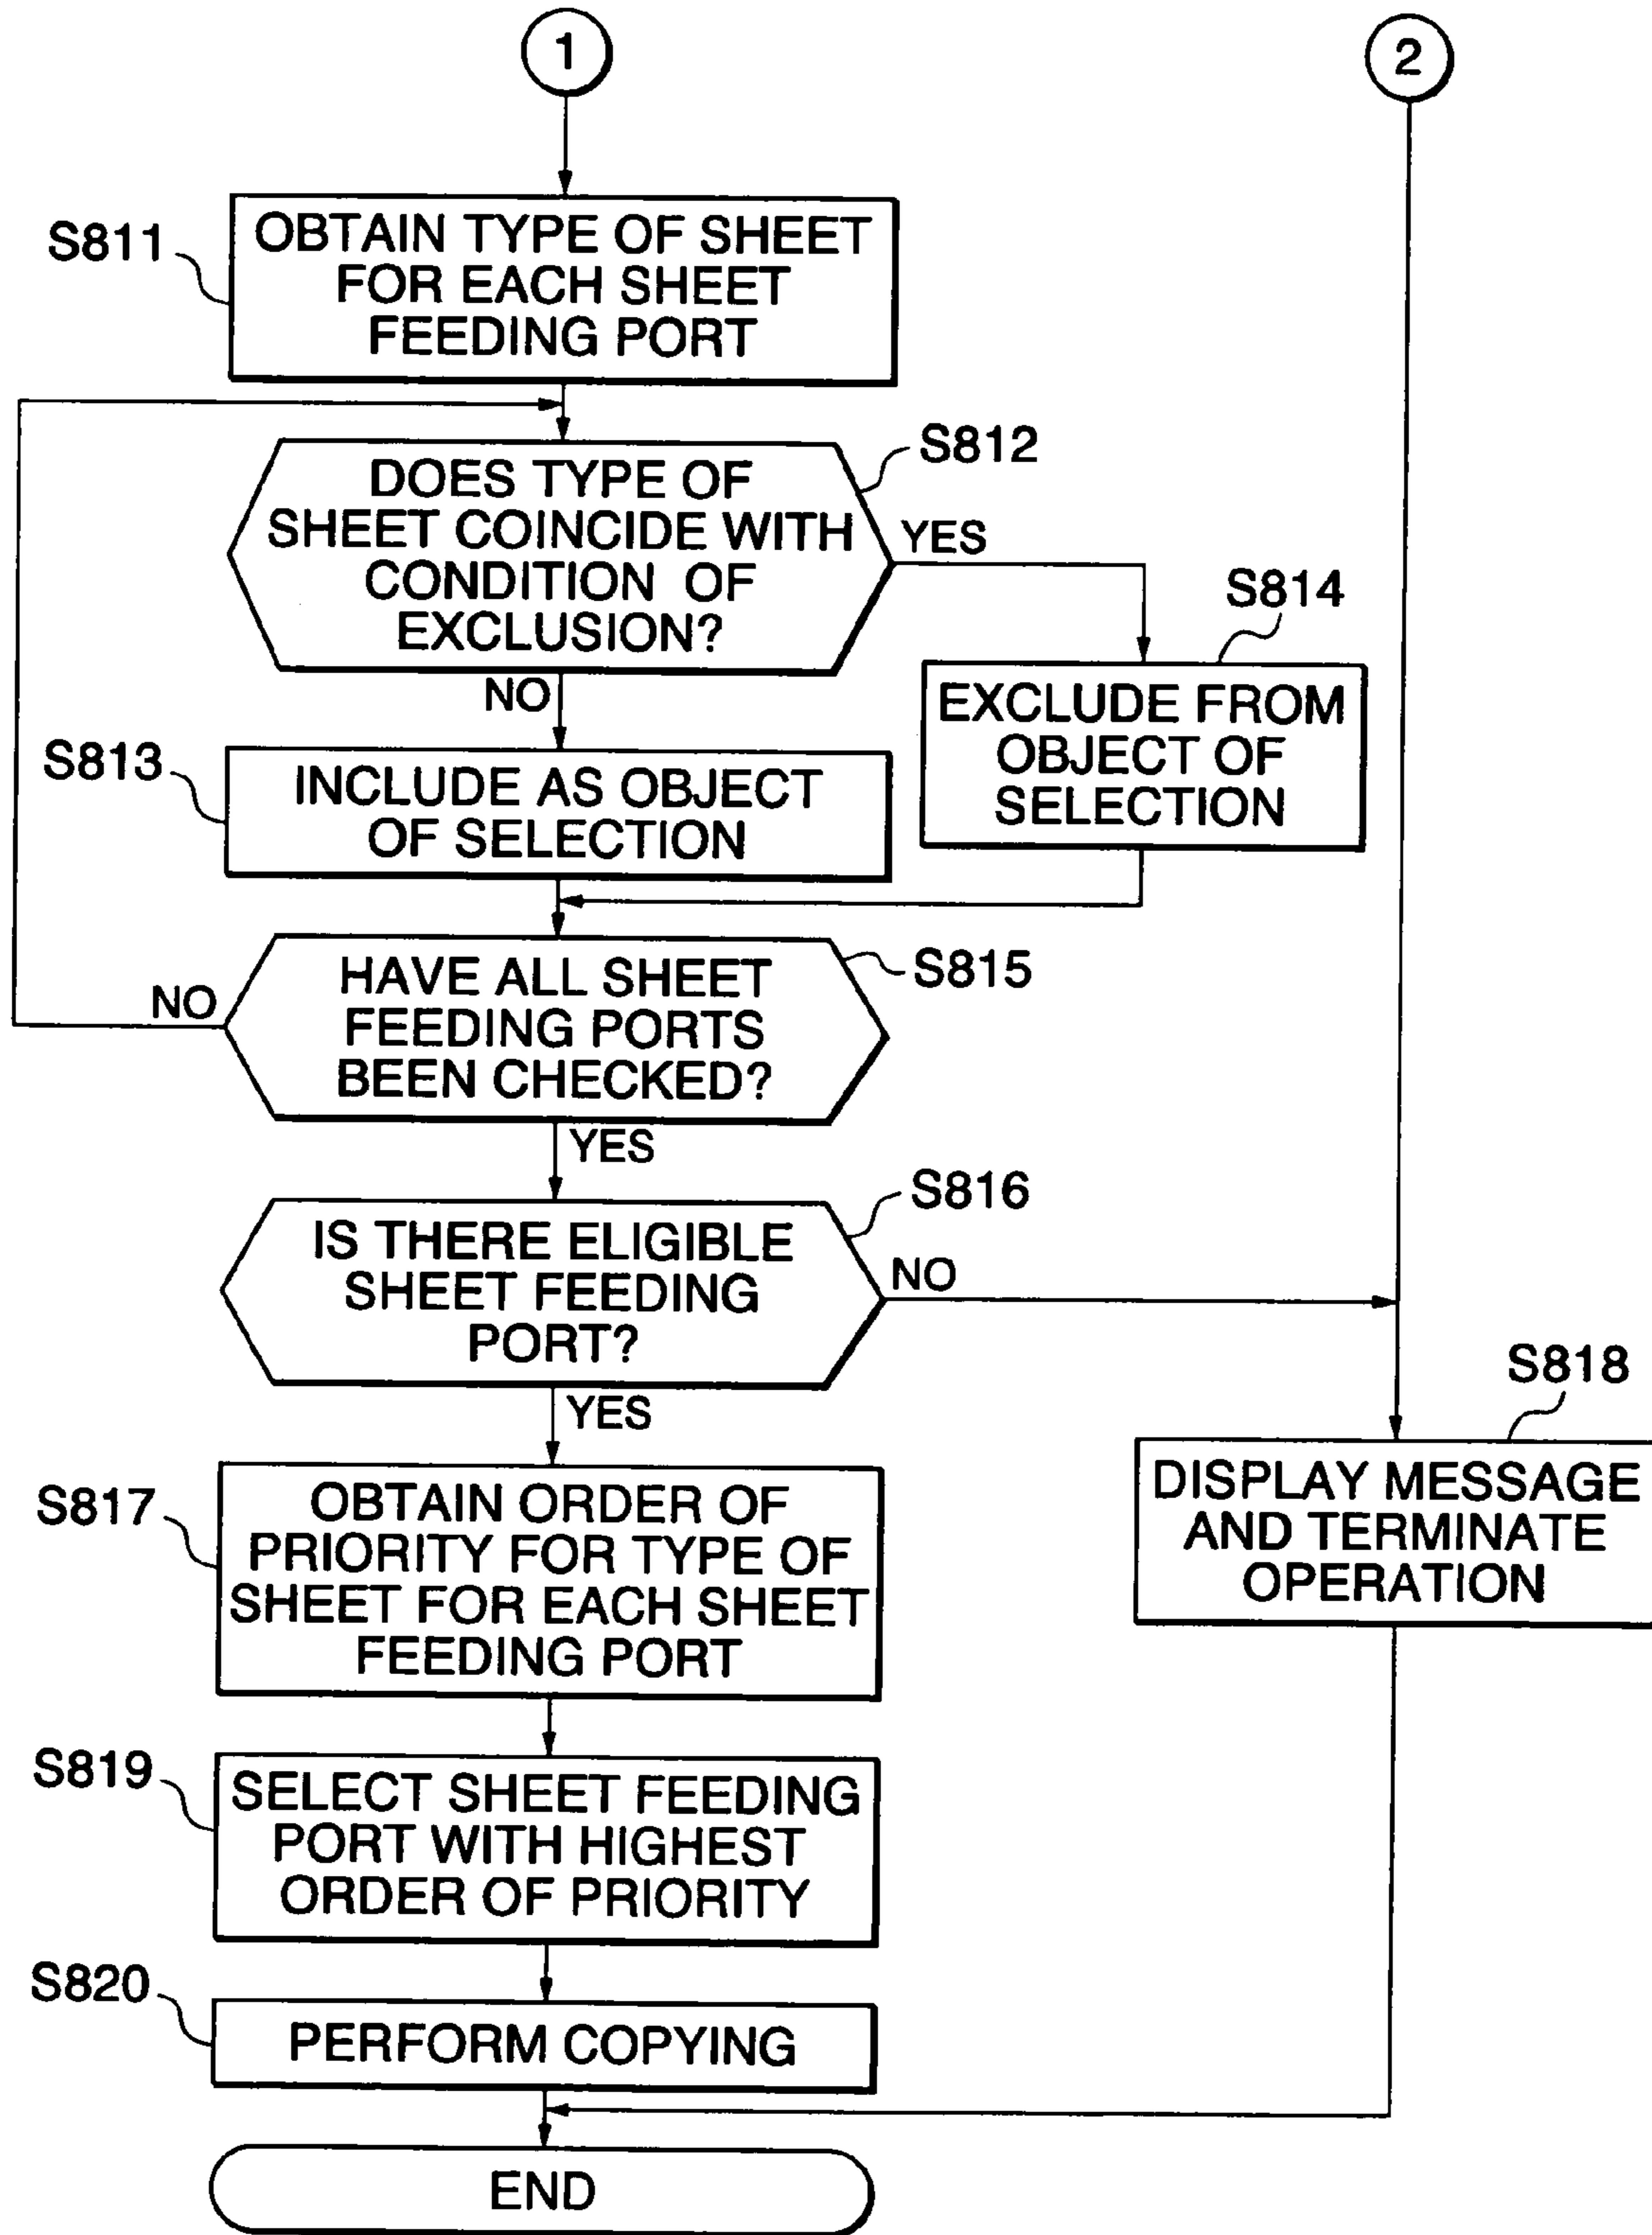 1
2
S811
OBTAIN TYPE OF SHEET
FOR EACH SHEET
FEEDING PORT
S812
DOES TYPE OF
SHEET COINCIDE WITH
CONDITION OF
EXCLUSION?
YES
NO
S814
EXCLUDE FROM
OBJECT OF
SELECTION
S813
INCLUDE AS OBJECT
OF SELECTION
S815
HAVE ALL SHEET
FEEDING PORTS
BEEN CHECKED?
NO
YES
S816
IS THERE ELIGIBLE
SHEET FEEDING
PORT?
NO
YES
S818
DISPLAY MESSAGE
AND TERMINATE
OPERATION
S817
OBTAIN ORDER OF
PRIORITY FOR TYPE OF
SHEET FOR EACH SHEET
FEEDING PORT
S819
SELECT SHEET FEEDING
PORT WITH HIGHEST
ORDER OF PRIORITY
S820
PERFORM COPYING
END